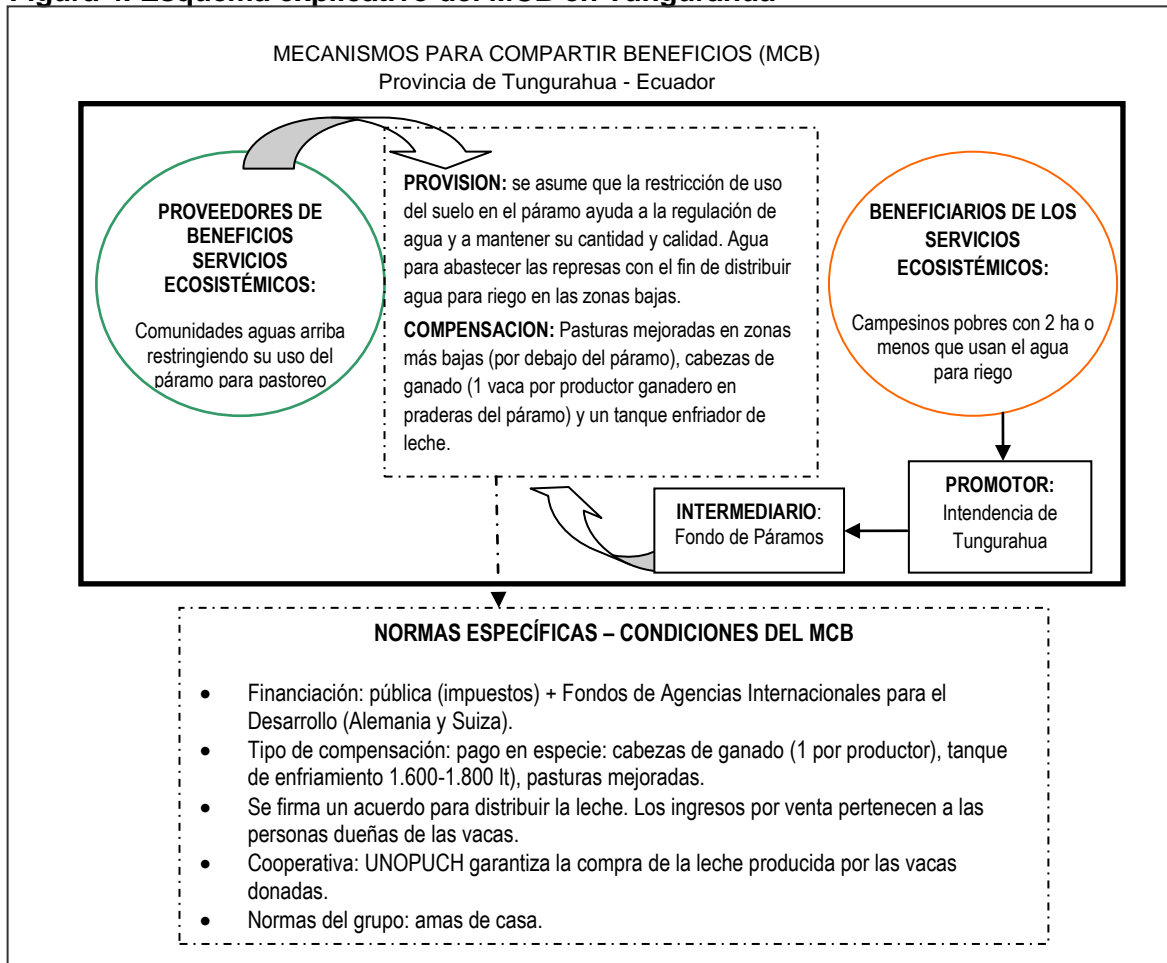 MECANISMOS PARA COMPARTIR BENEFICIOS (MCB)
Provincia de Tungurahua - Ecuador
PROVEEDORES DE
BENEFICIOS
SERVICIOS
ECOSISTÉMICOS:
Comunidades aguas arriba
restringiendo su uso del
páramo para pastoreo
PROVISION: se asume que la restricción de uso
del suelo en el páramo ayuda a la regulación de
agua y a mantener su cantidad y calidad. Agua
para abastecer las represas con el fin de distribuir
agua para riego en las zonas bajas.
COMPENSACION: Pasturas mejoradas en zonas
más bajas (por debajo del páramo), cabezas de
ganado (1 vaca por productor ganadero en
praderas del páramo) y un tanque enfriador de
leche.
BENEFICIARIOS DE LOS
SERVICIOS
ECOSISTÉMICOS:
Campesinos pobres con 2 ha o
menos que usan el agua
para riego
PROMOTOR:
Intendencia de
Tungurahua
INTERMEDIARIO:
Fondo de Páramos
NORMAS ESPECÍFICAS – CONDICIONES DEL MCB
• Financiación: pública (impuestos) + Fondos de Agencias Internacionales para el
Desarrollo (Alemania y Suiza).
• Tipo de compensación: pago en especie: cabezas de ganado (1 por productor), tanque
de enfriamiento 1.600-1.800 lt), pasturas mejoradas.
• Se firma un acuerdo para distribuir la leche. Los ingresos por venta pertenecen a las
personas dueñas de las vacas.
• Cooperativa: UNOPUCH garantiza la compra de la leche producida por las vacas
donadas.
• Normas del grupo: amas de casa.